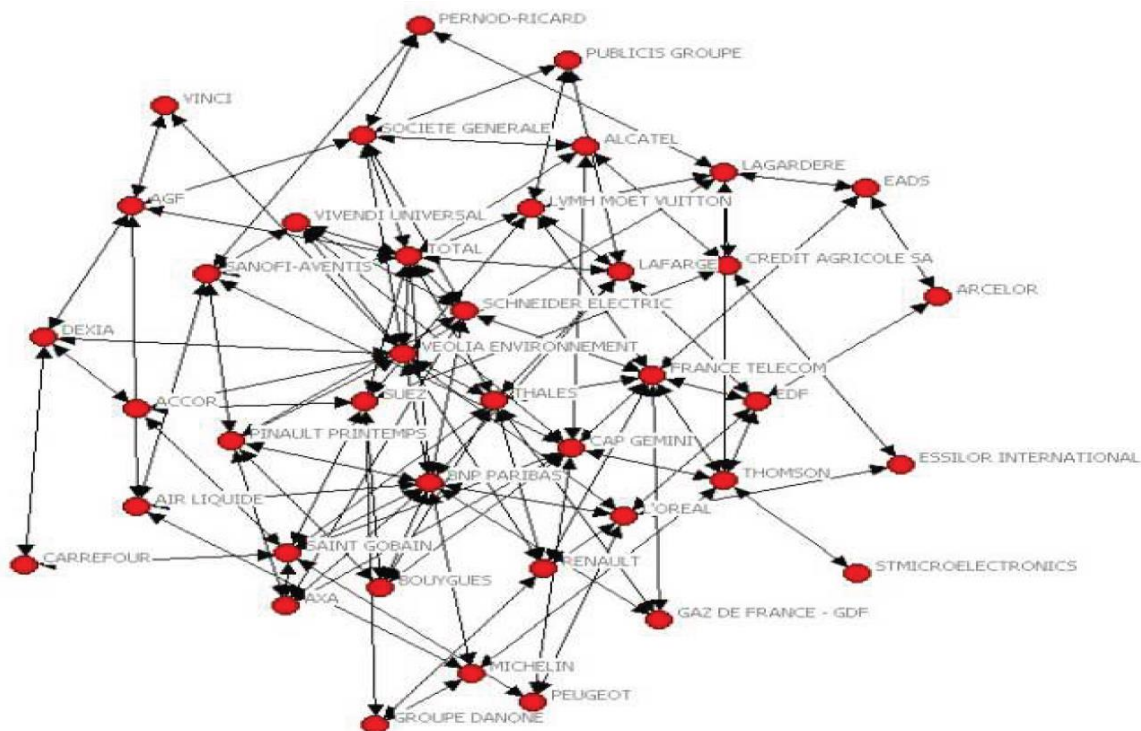 PERNOD-RICARD
PUBLICIS GROUPE
VINCI
SOCIETE GENERALE
ALCATEL
LAGARDERE
EADS
AGF
VIVENDI UNIVERSAL
LVMH MOET VUITTON
TOTAL
SANOFI-AVENTIS
LAFARGE
CREDIT AGRICOLE SA
ARCELOR
SCHNEIDER ELECTRIC
DEXIA
VEOLIA ENVIRONNEMENT
FRANCE TELECOM
ACCOR
SUEZ
THALES
EDF
PINAULT PRINTEMPS
CAP GEMINI
ESSILOR INTERNATIONAL
BNP PARIBAS
THOMSON
AIR LIQUIDE
L'OREAL
CARREFOUR
SAINT GOBAIN
RENAULT
STMICROELECTRONICS
BOUYGUES
AXA
GAZ DE FRANCE - GDF
MICHELIN
PEUGEOT
GROUPE DANONE